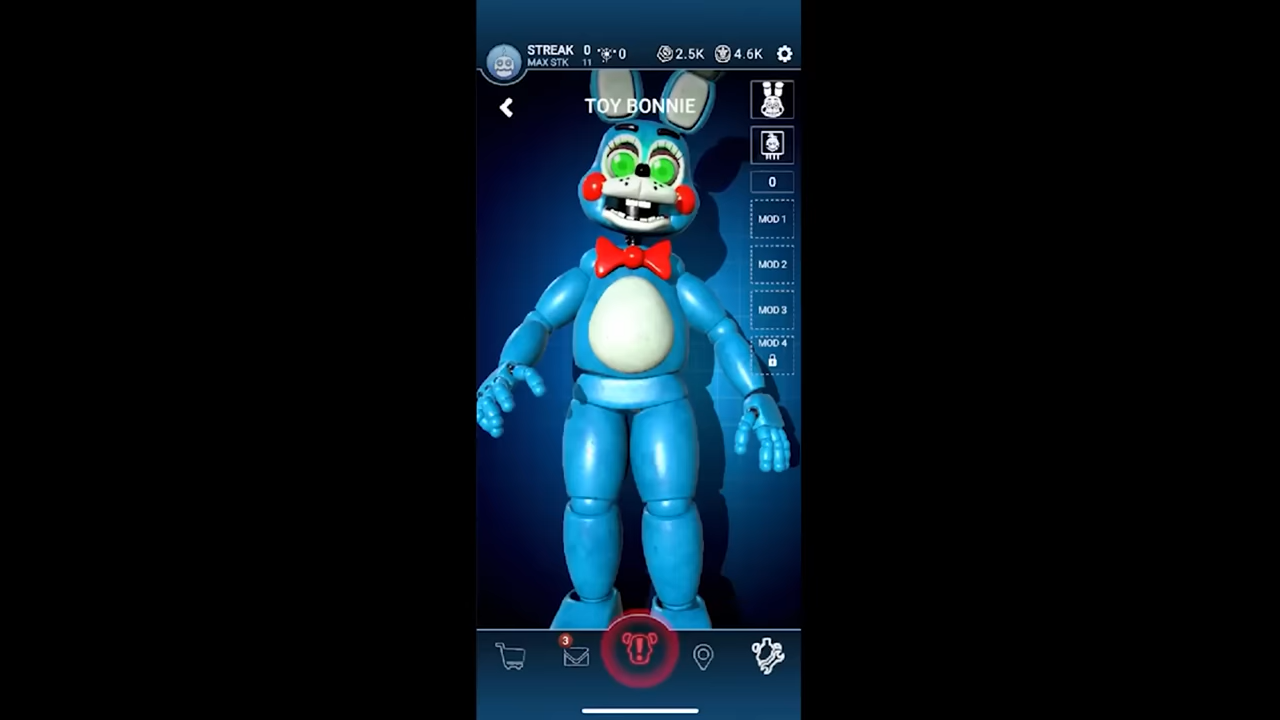 STREAK 0
MAX STK 11
0
2.5K
4.6K
TOY BONNIE
0
MOD 1
MOD 2
MOD 3
MOD 4
3